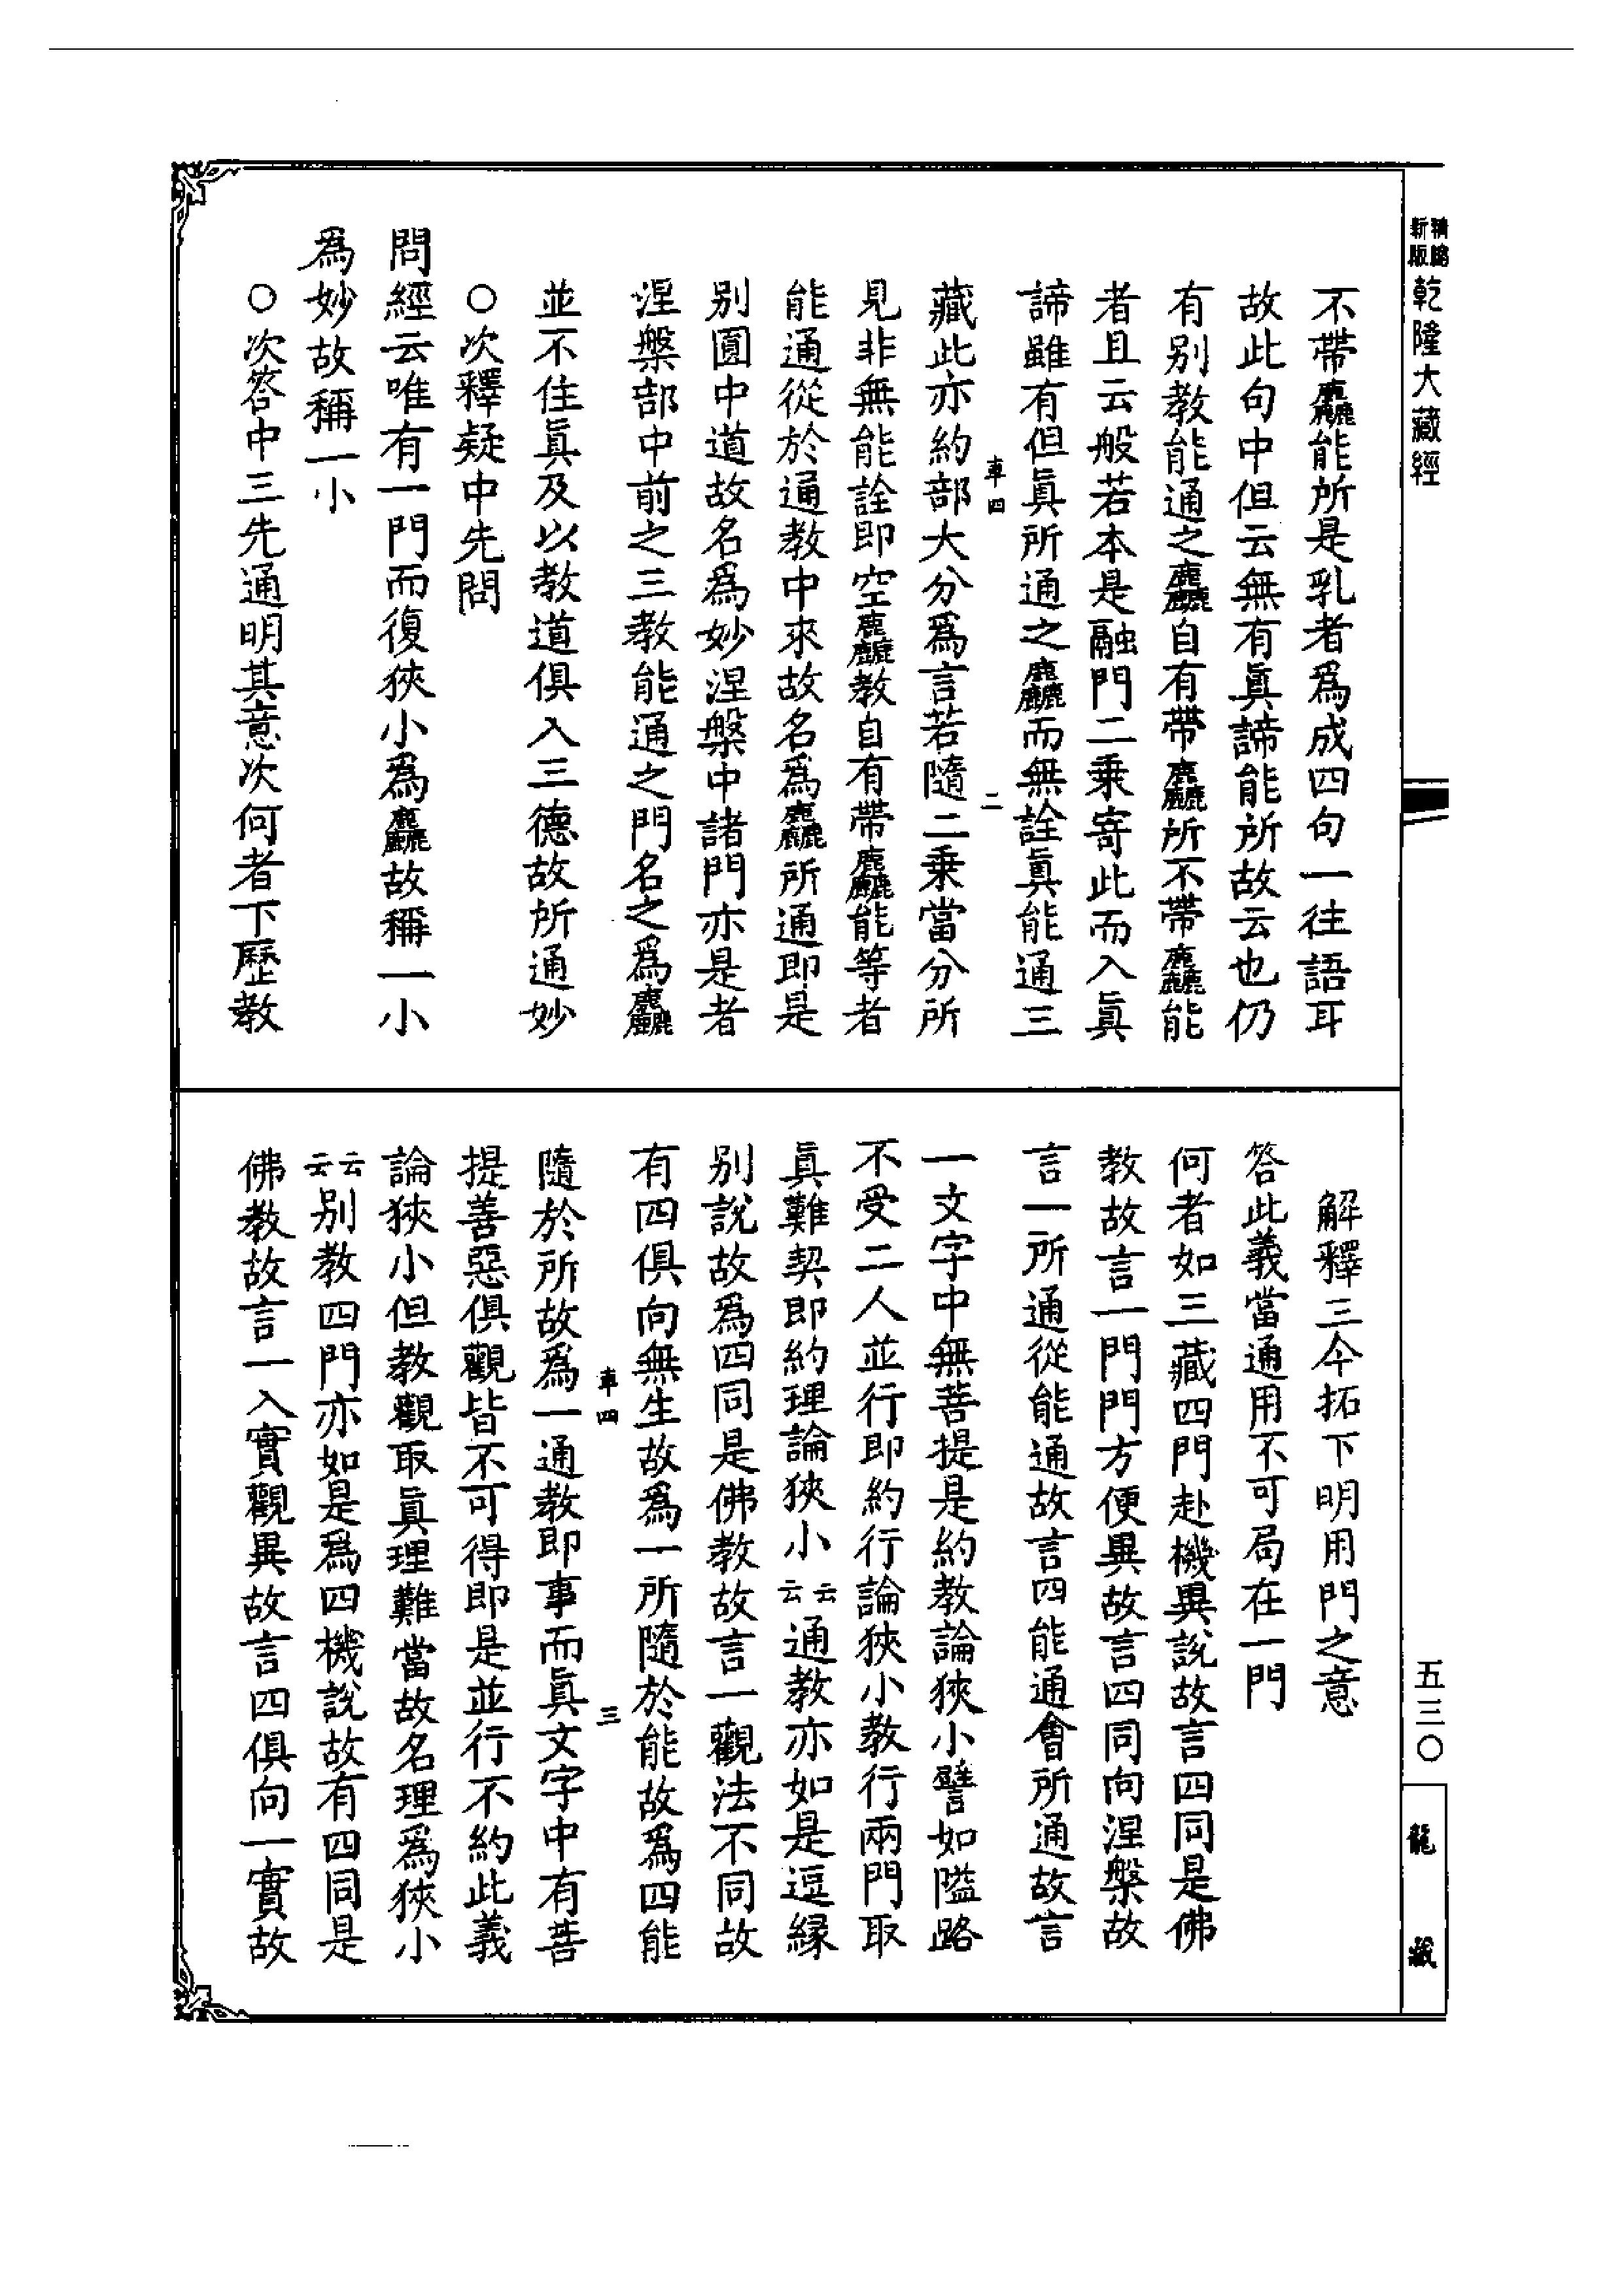 精縮
新版
乾隆大藏經
五三〇
龍藏
不帶麤能所是乳者爲成四句一往語耳
故此句中但云無有眞諦能所故云也仍
有別教能通之麤自有帶麤所不帶麤能
者且云般若本是融門二乘寄此而入眞
諦雖有但眞所通之麤而無詮眞能通三
車四
二
藏此亦約部大分爲言若隨二乘當分所
見非無能詮即空麤教自有帶麤能等者
能通從於通教中來故名爲麤所通即是
別圓中道故名爲妙涅槃中諸門亦是者
涅槃部中前之三教能通之門名之爲麤
並不住眞及以教道俱入三德故所通妙
〇次釋疑中先問
問經云唯有一門而復狹小爲麤故稱一小
爲妙故稱一小
〇次答中三先通明其意次何者下歷教
解釋三今拓下明用門之意
答此義當通用不可局在一門
何者如三藏四門赴機異說故言四同是佛
教故言一門門方便異故言四同向涅槃故
言一所通從能通故言四能通會所通故言
一文字中無菩提是約教論狹小譬如隘路
不受二人並行即約行論狹小教行兩門取
眞難契即約理論狹小云云通教亦如是逗緣
別說故爲四同是佛教故言一觀法不同故
有四俱向無生故爲一所隨於能故爲四能
車四
三
隨於所故爲一通教即事而眞文字中有菩
提善惡俱觀皆不可得即是並行不約此義
論狹小但教觀取眞理難當故名理爲狹小
云云別教四門亦如是爲四機說故有四同是
佛教故言一入實觀異故言四俱向一實故